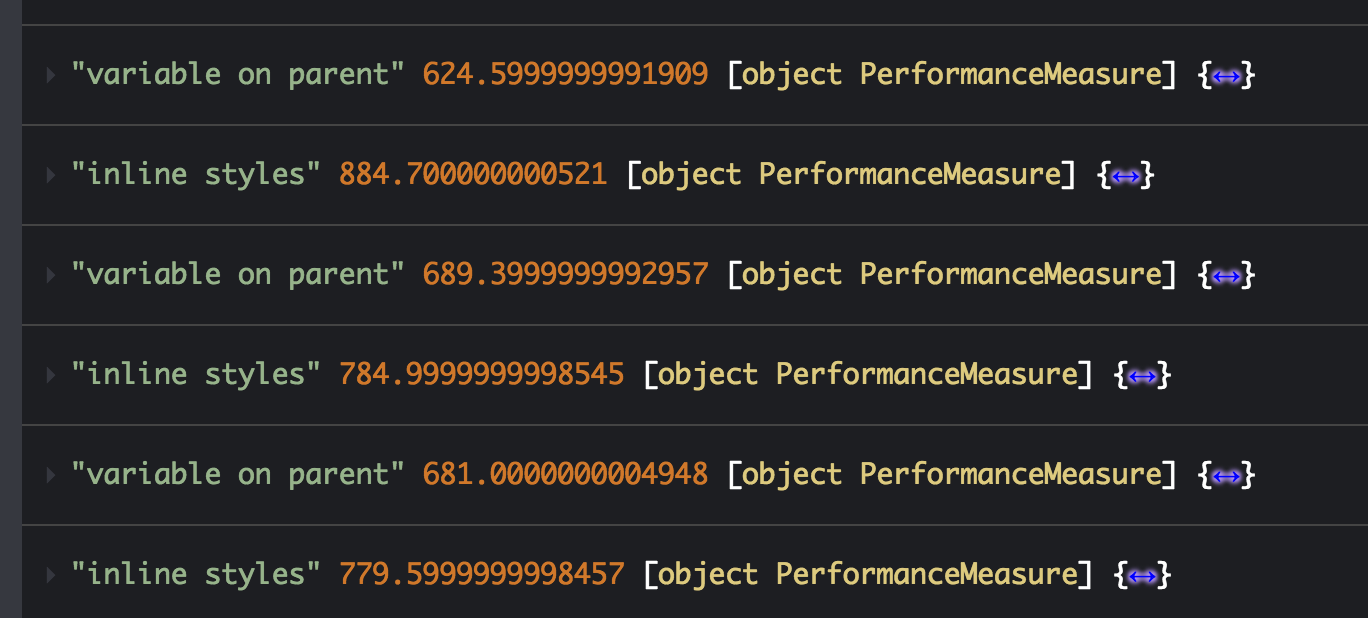 "variable on parent" 624.5999999991909 [object PerformanceMeasure] {↔}
"inline styles" 884.700000000521 [object PerformanceMeasure] {↔}
"variable on parent" 689.3999999992957 [object PerformanceMeasure] {↔}
"inline styles" 784.9999999998545 [object PerformanceMeasure] {↔}
"variable on parent" 681.0000000004948 [object PerformanceMeasure] {↔}
"inline styles" 779.5999999998457 [object PerformanceMeasure] {↔}